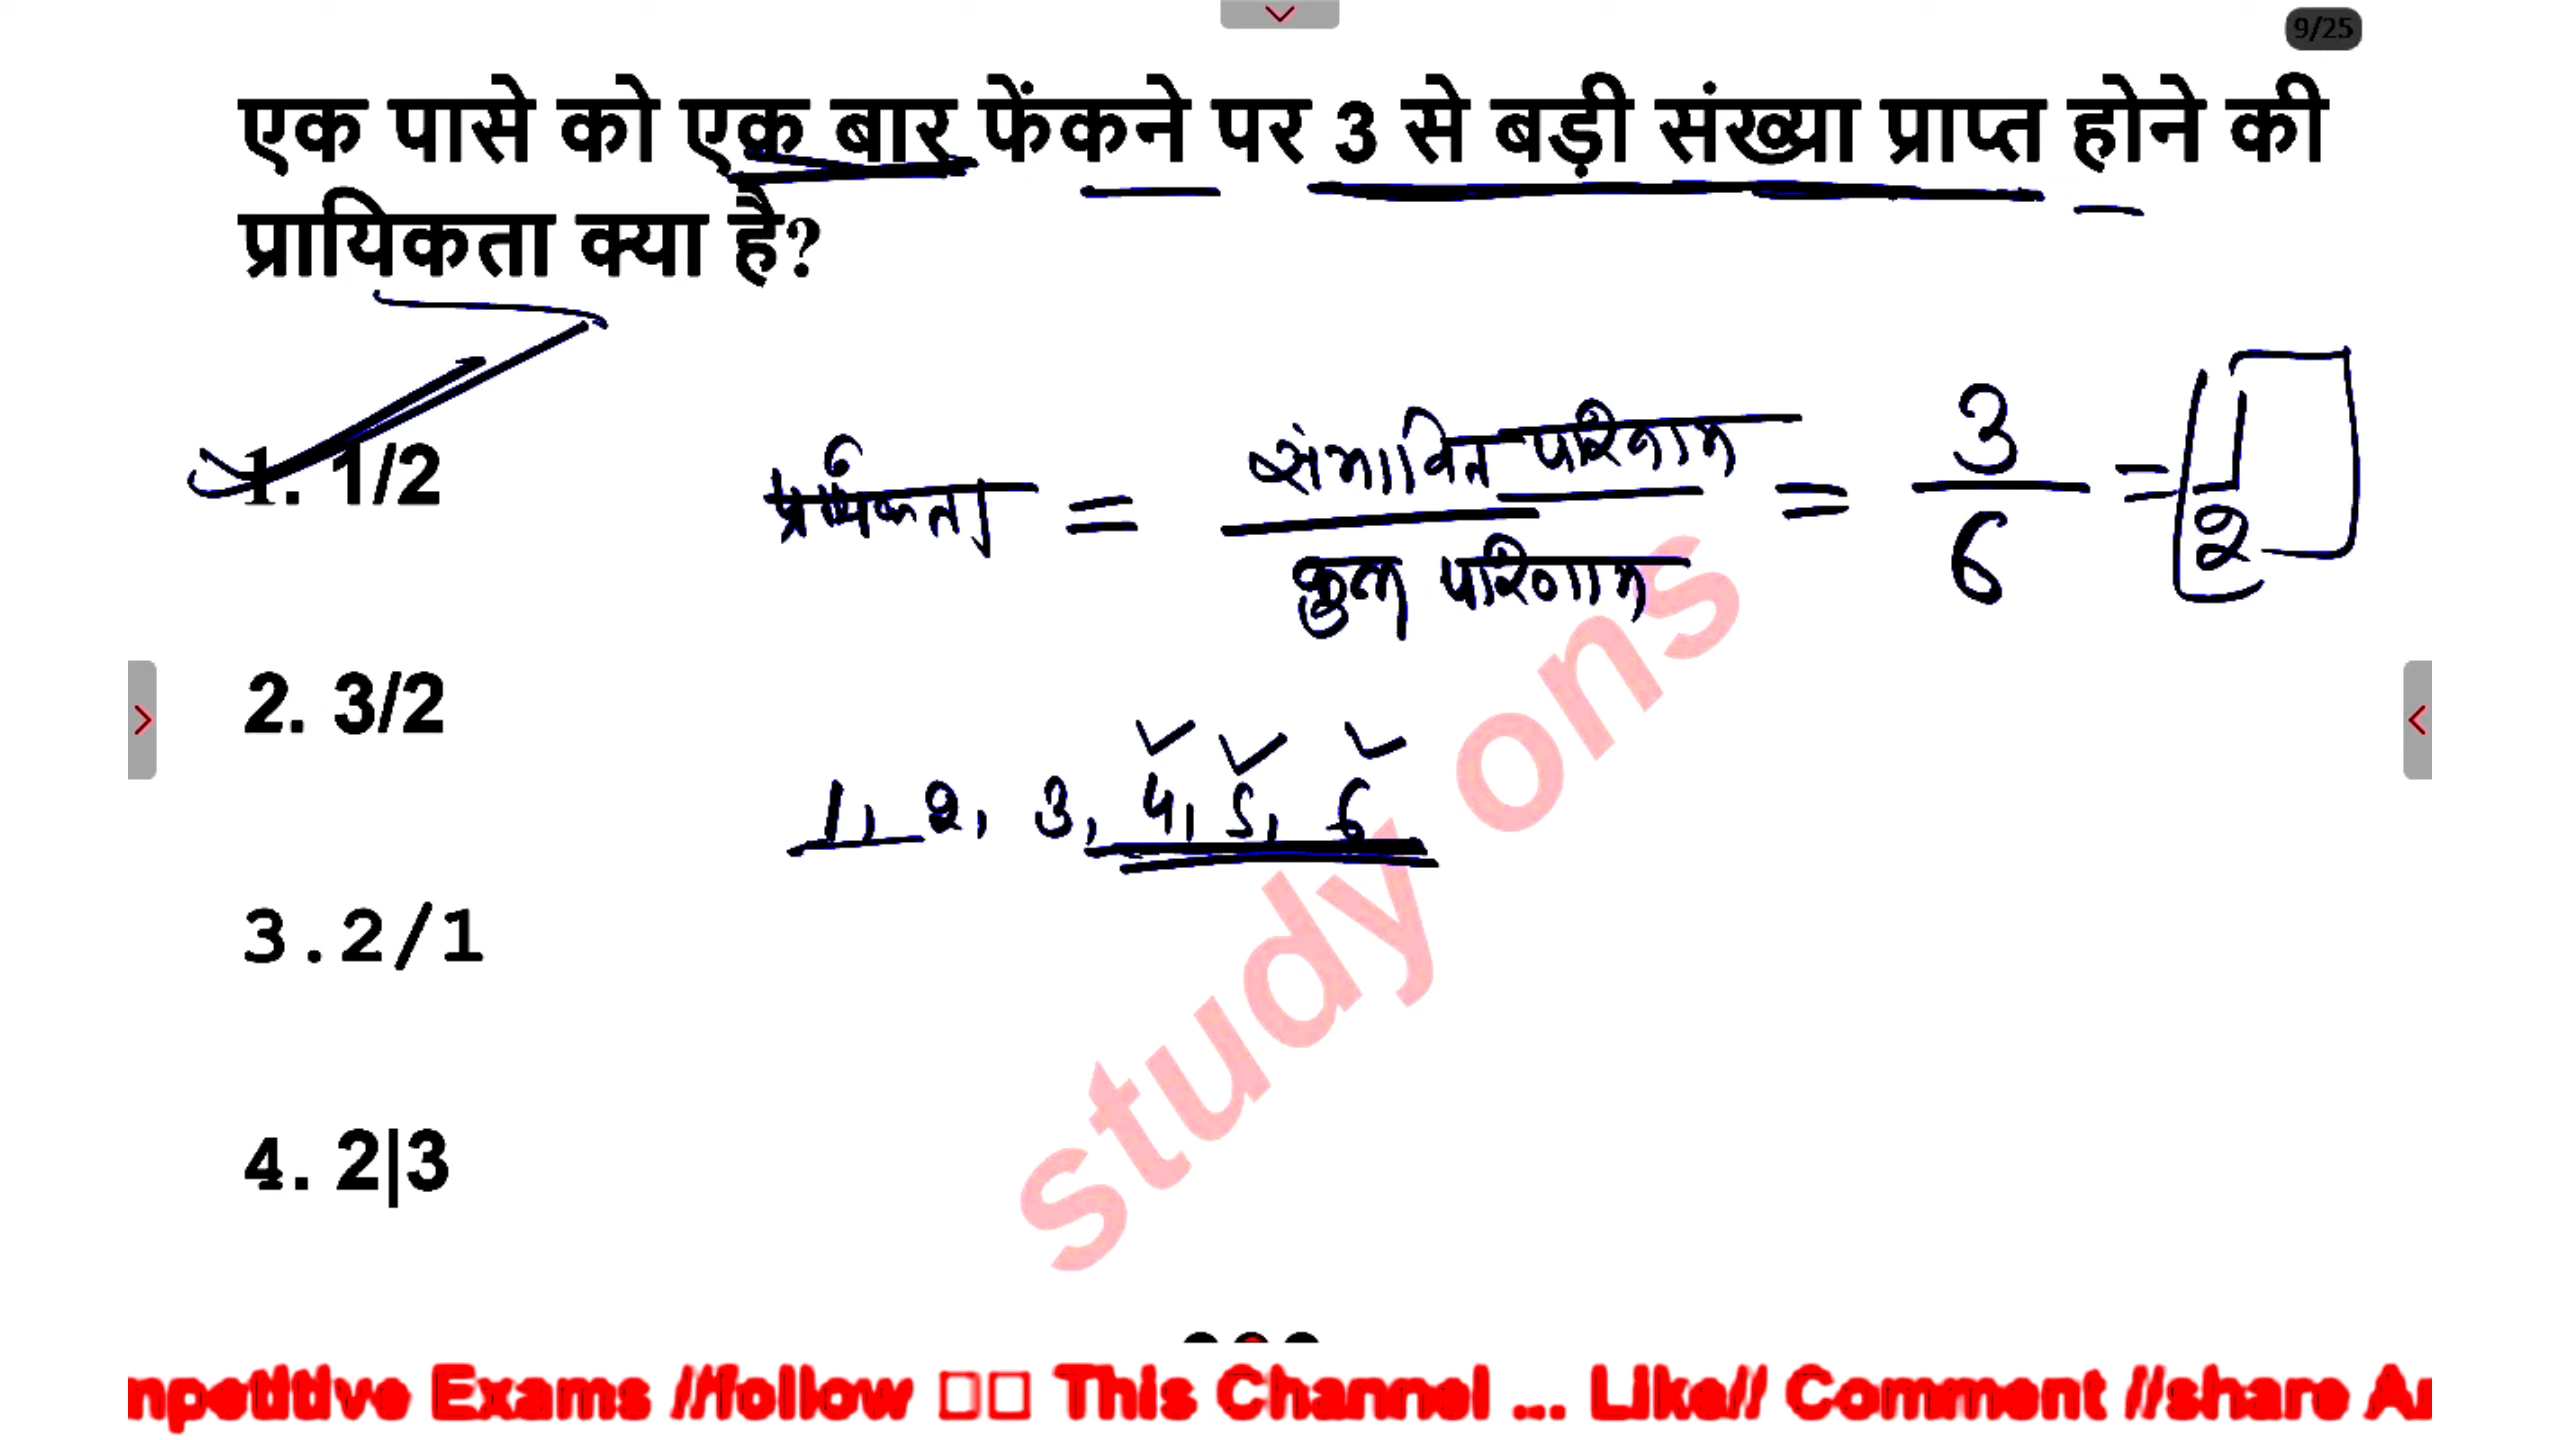 9/25
एक पासे को एक बार फेंकने पर 3 से बड़ी संख्या प्राप्त होने की
प्रायिकता क्या है?
1. 1/2
प्रायिकता = संभावित परिणाम / कुल परिणाम = 3/6 = 1/2
2. 3/2
1, 2, 3, 4, 5, 6
3.2/1
4. 2|3
study ons
mpetitive Exams //follow □□ This Channel ... Like// Comment //share An